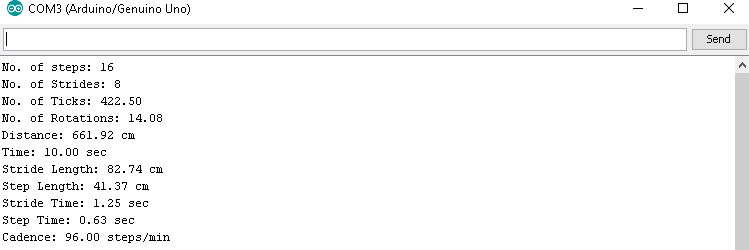 COM3 (Arduino/Genuino Uno)
Send
No. of steps: 16
No. of Strides: 8
No. of Ticks: 422.50
No. of Rotations: 14.08
Distance: 661.92 cm
Time: 10.00 sec
Stride Length: 82.74 cm
Step Length: 41.37 cm
Stride Time: 1.25 sec
Step Time: 0.63 sec
Cadence: 96.00 steps/min